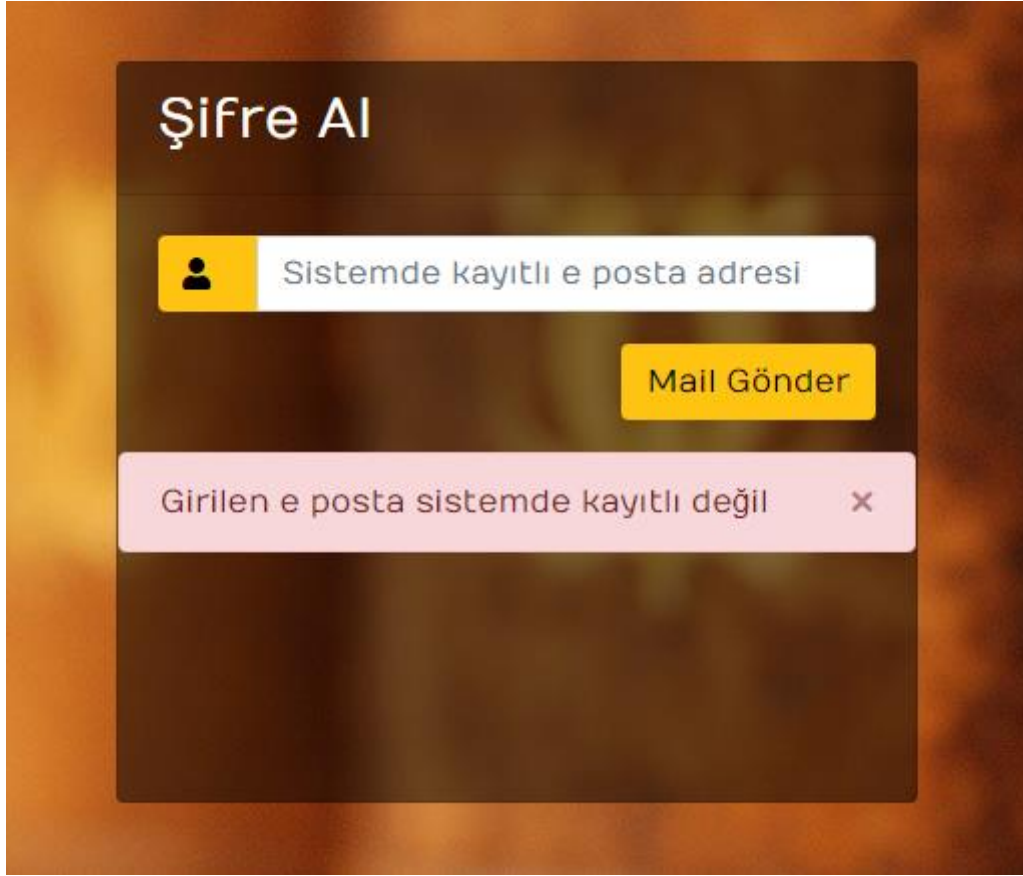 Şifre Al
Sistemde kayıtlı e posta adresi
Mail Gönder
Girilen e posta sistemde kayıtlı değil ×